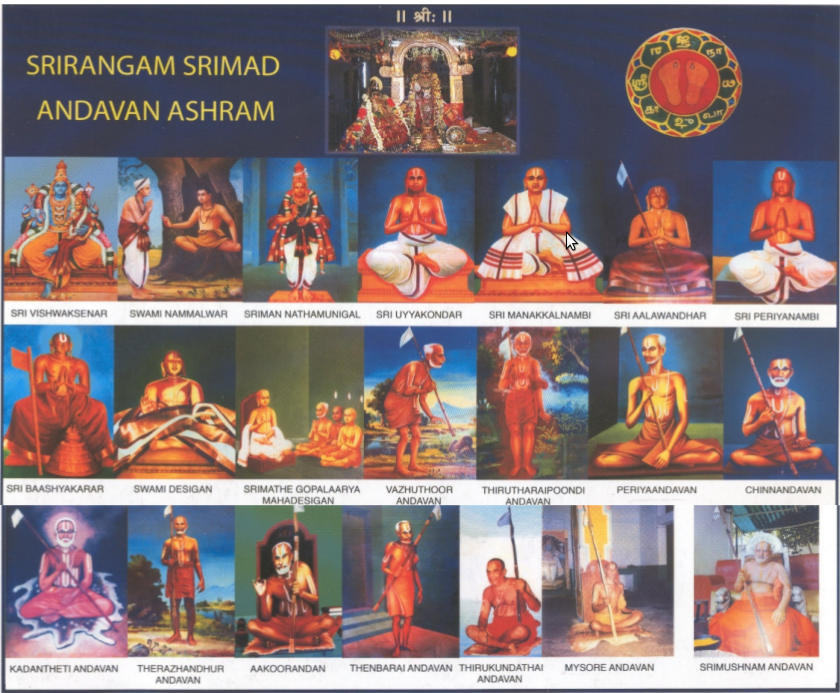 ॥ श्रीः ॥
SRIRANGAM SRIMAD
ANDAVAN ASHRAM
SRI VISHWAKSENAR SWAMI NAMMALWAR SRIMAN NATHAMUNIGAL SRI UYYAKONDAR SRI MANAKKALNAMBI SRI AALAWANDHAR SRI PERIYANAMBI
SRI BAASHYAKARAR SWAMI DESIGAN SRIMATHE GOPALAARYA MAHADESIGAN VAZHUTHOOR ANDAVAN THIRUTHARAIPOONDI ANDAVAN PERIYAANDAVAN CHINNANDAVAN
KADANTHETI ANDAVAN THERAZHANDHUR ANDAVAN AAKOORANDAN THENBARAI ANDAVAN THIRUKUNDATHAI ANDAVAN MYSORE ANDAVAN SRIMUSHNAM ANDAVAN